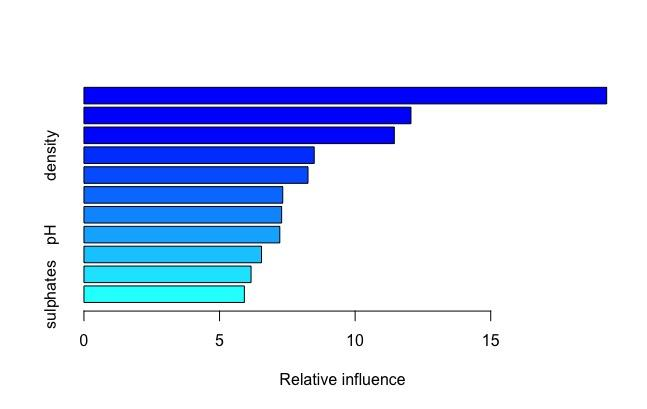 density
pH
sulphates
0 5 10 15
Relative influence